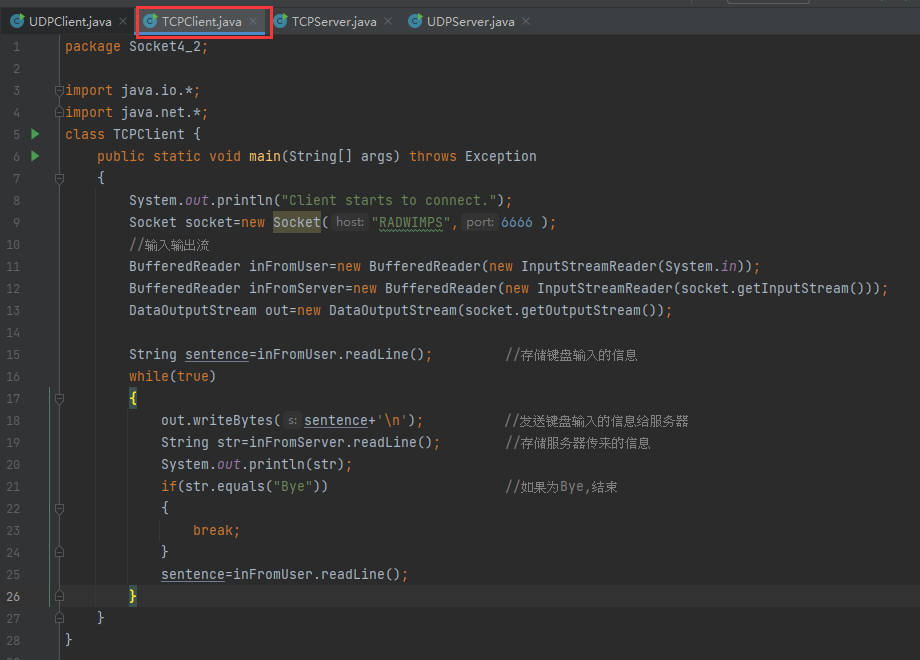 UDPClient.java TCPClient.java TCPServer.java UDPServer.java
1 package Socket4_2;
2
3 import java.io.*;
4 import java.net.*;
5 class TCPClient {
6 public static void main(String[] args) throws Exception
7 {
8 System.out.println("Client starts to connect.");
9 Socket socket=new Socket( host: "RADWIMPS", port: 6666 );
10 //输入输出流
11 BufferedReader inFromUser=new BufferedReader(new InputStreamReader(System.in));
12 BufferedReader inFromServer=new BufferedReader(new InputStreamReader(socket.getInputStream()));
13 DataOutputStream out=new DataOutputStream(socket.getOutputStream());
14
15 String sentence=inFromUser.readLine(); //存储键盘输入的信息
16 while(true)
17 {
18 out.writeBytes( s: sentence+'\n'); //发送键盘输入的信息给服务器
19 String str=inFromServer.readLine(); //存储服务器传来的信息
20 System.out.println(str);
21 if(str.equals("Bye")) //如果为Bye,结束
22 {
23 break;
24 }
25 sentence=inFromUser.readLine();
26 }
27 }
28 }